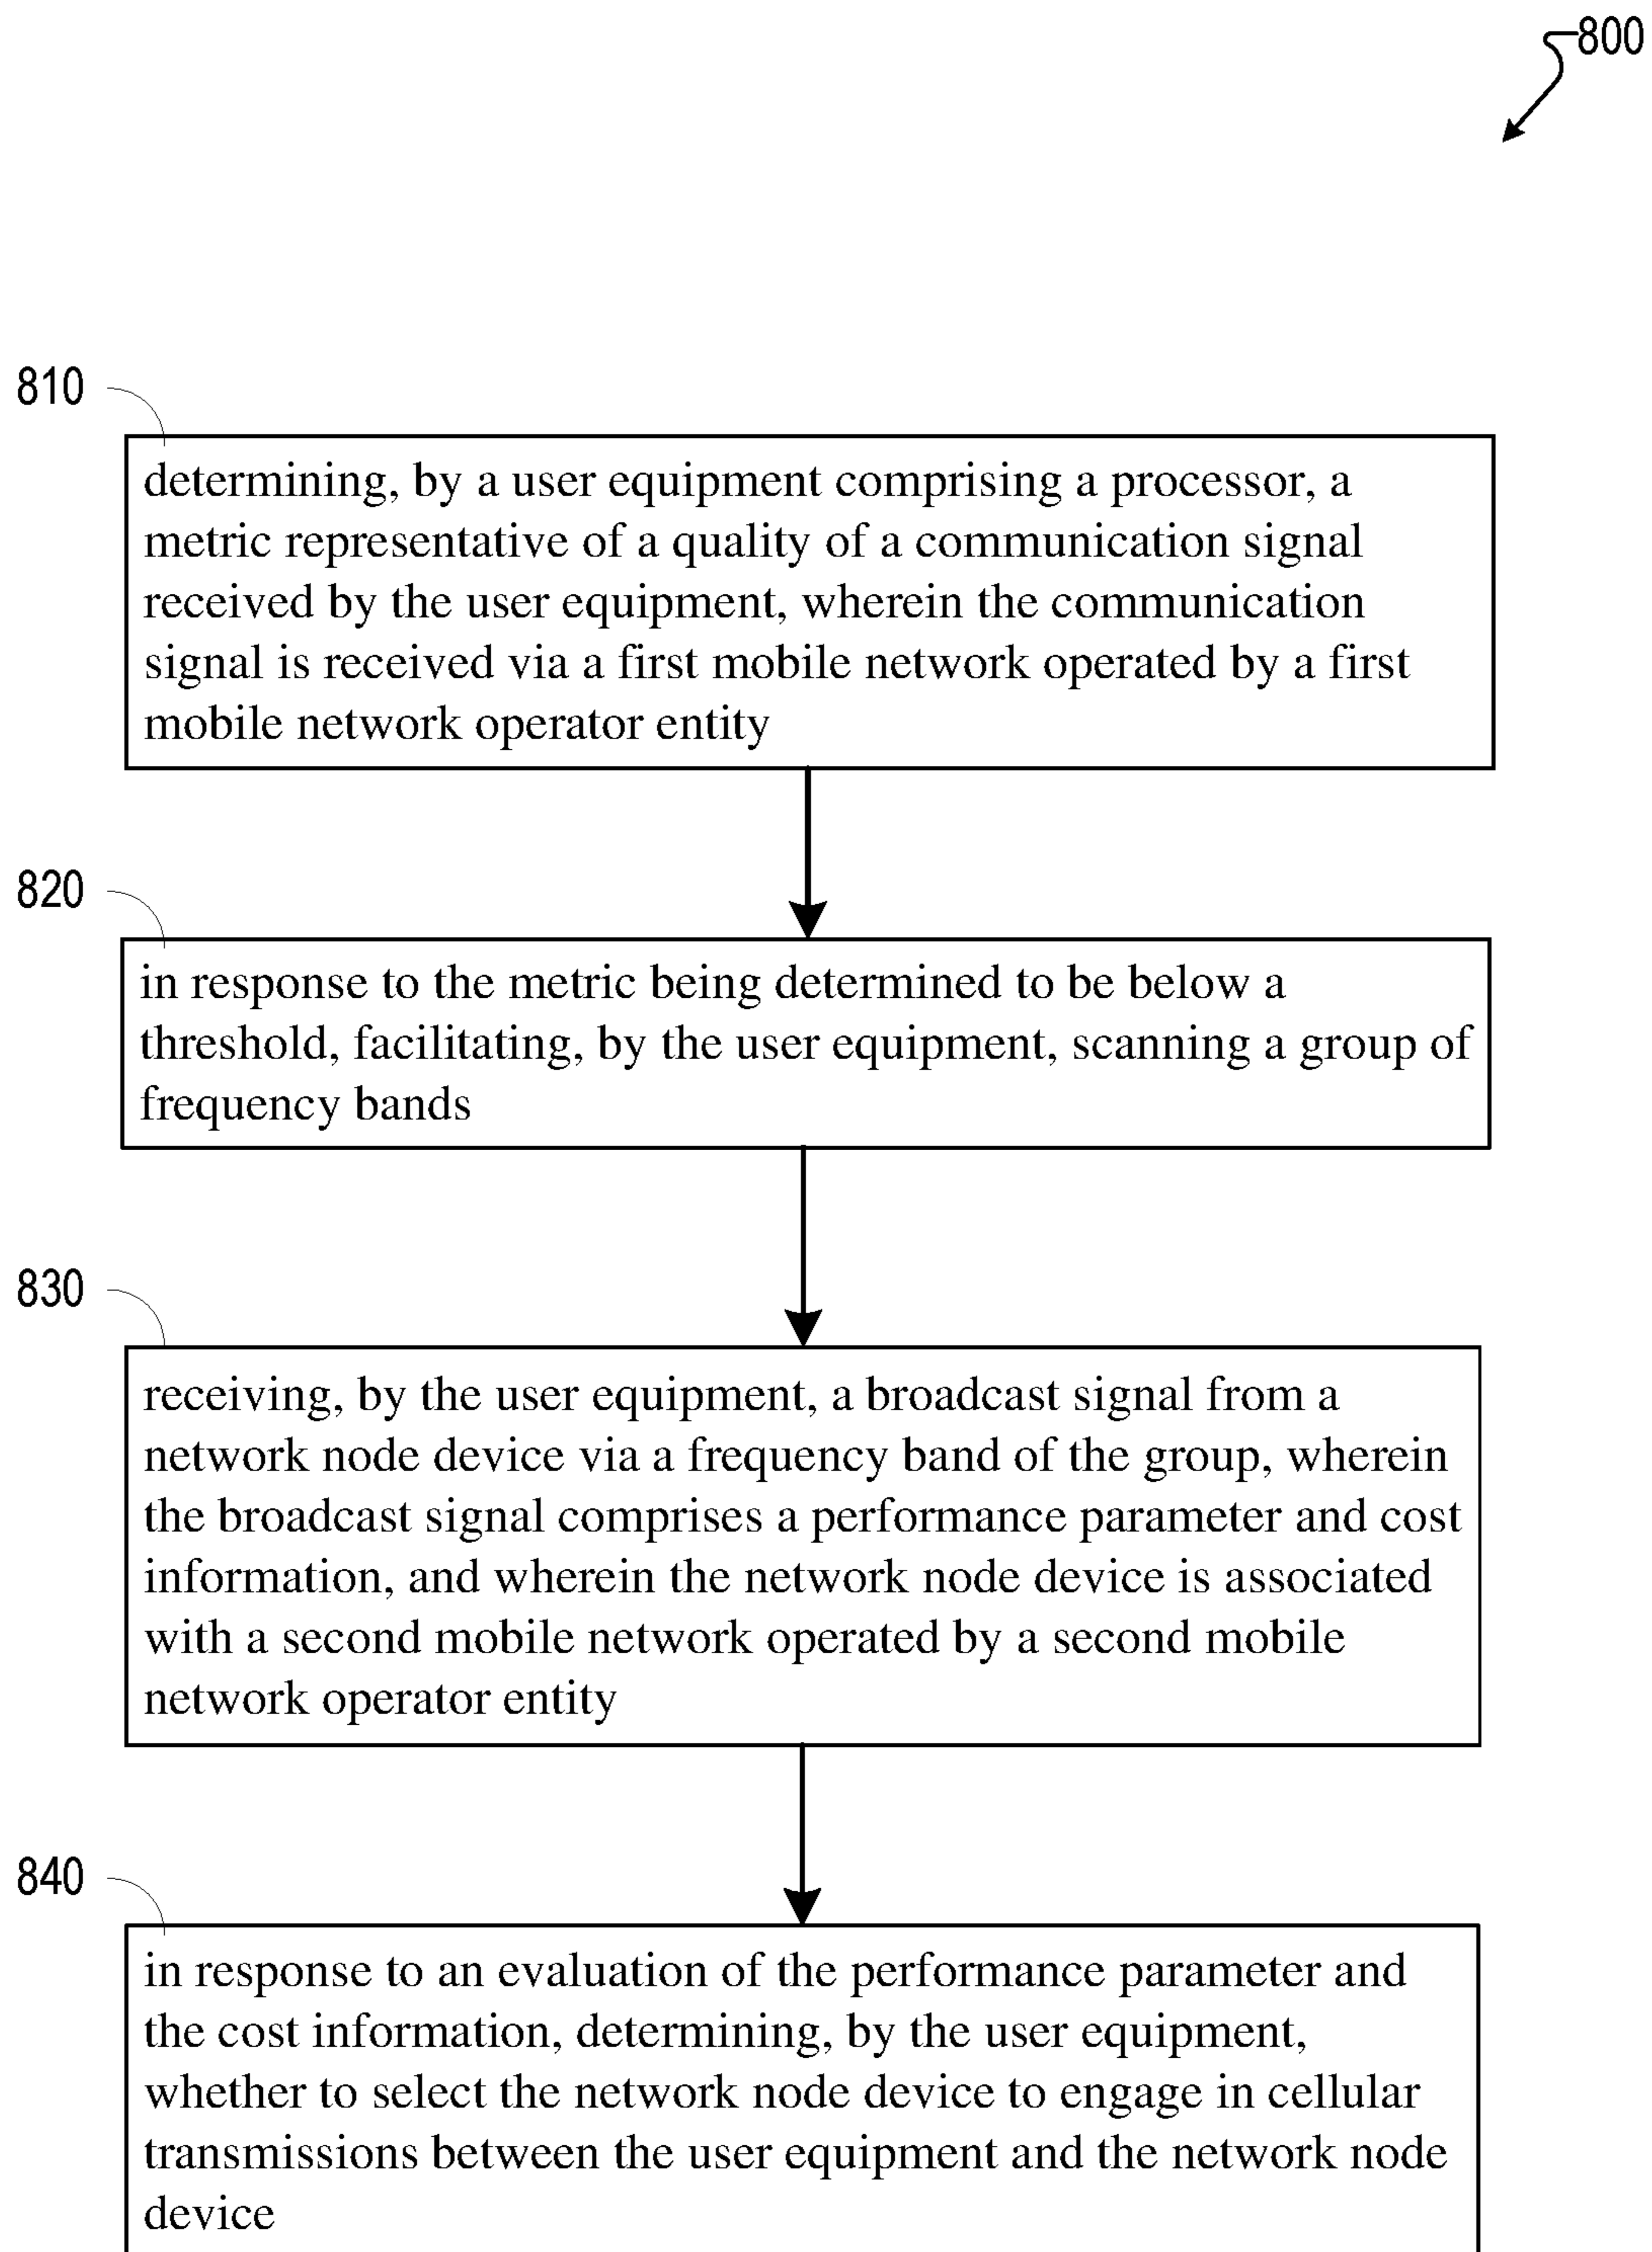 800
810
determining, by a user equipment comprising a processor, a
metric representative of a quality of a communication signal
received by the user equipment, wherein the communication
signal is received via a first mobile network operated by a first
mobile network operator entity
820
in response to the metric being determined to be below a
threshold, facilitating, by the user equipment, scanning a group of
frequency bands
830
receiving, by the user equipment, a broadcast signal from a
network node device via a frequency band of the group, wherein
the broadcast signal comprises a performance parameter and cost
information, and wherein the network node device is associated
with a second mobile network operated by a second mobile
network operator entity
840
in response to an evaluation of the performance parameter and
the cost information, determining, by the user equipment,
whether to select the network node device to engage in cellular
transmissions between the user equipment and the network node
device